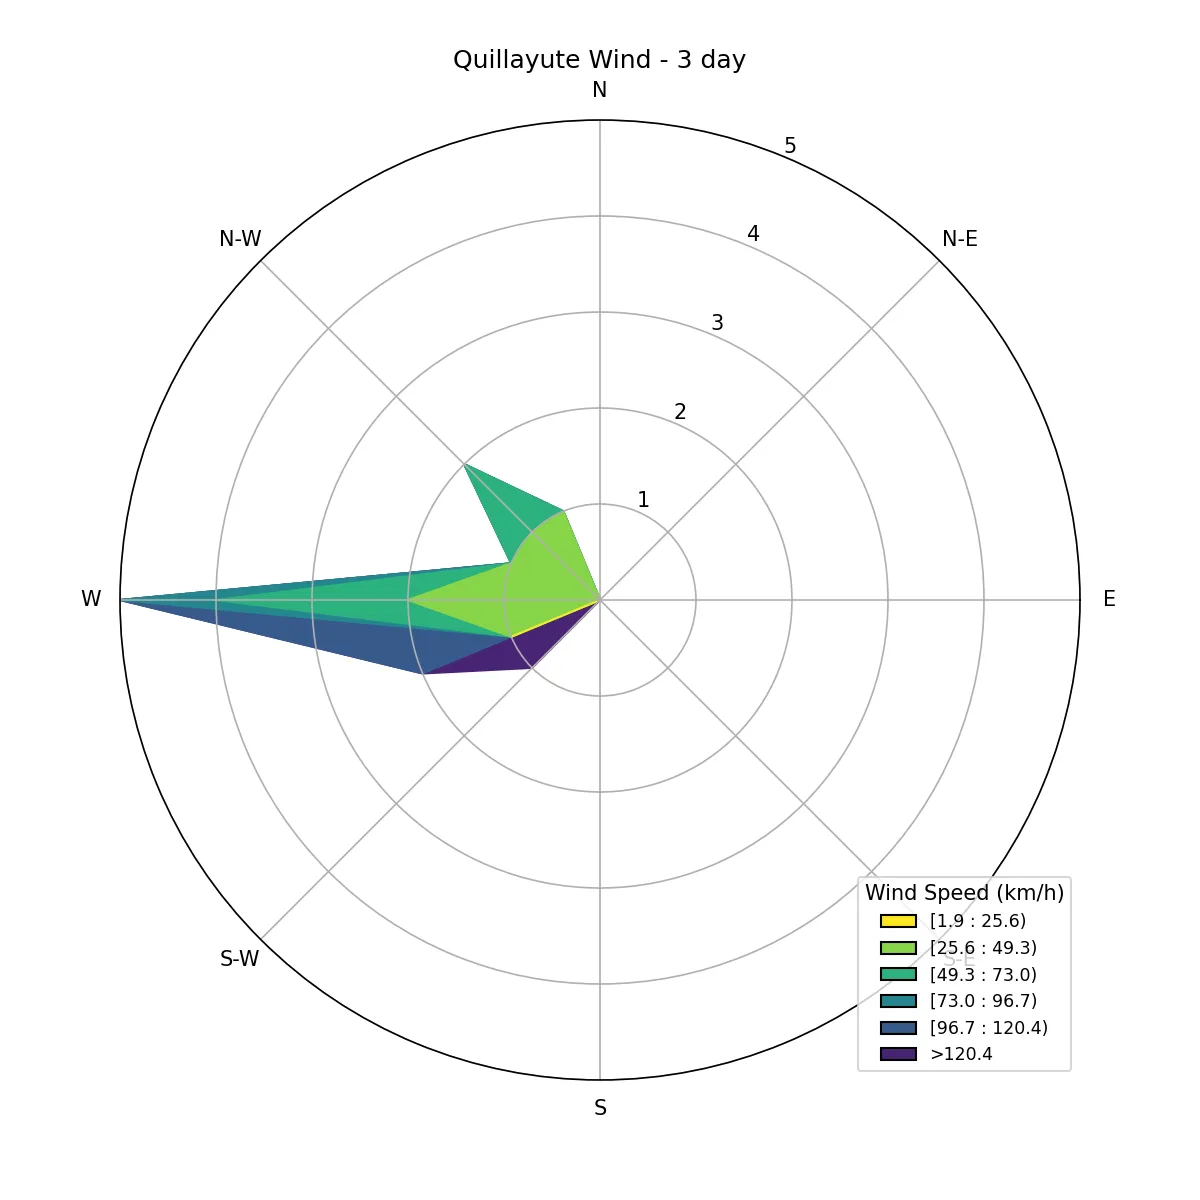 Quillayute Wind - 3 day
N
5
N-W
4
N-E
3
2
1
W
E
S-W
S-E
S
Wind Speed (km/h)
[1.9 : 25.6)
[25.6 : 49.3)
[49.3 : 73.0)
[73.0 : 96.7)
[96.7 : 120.4)
>120.4